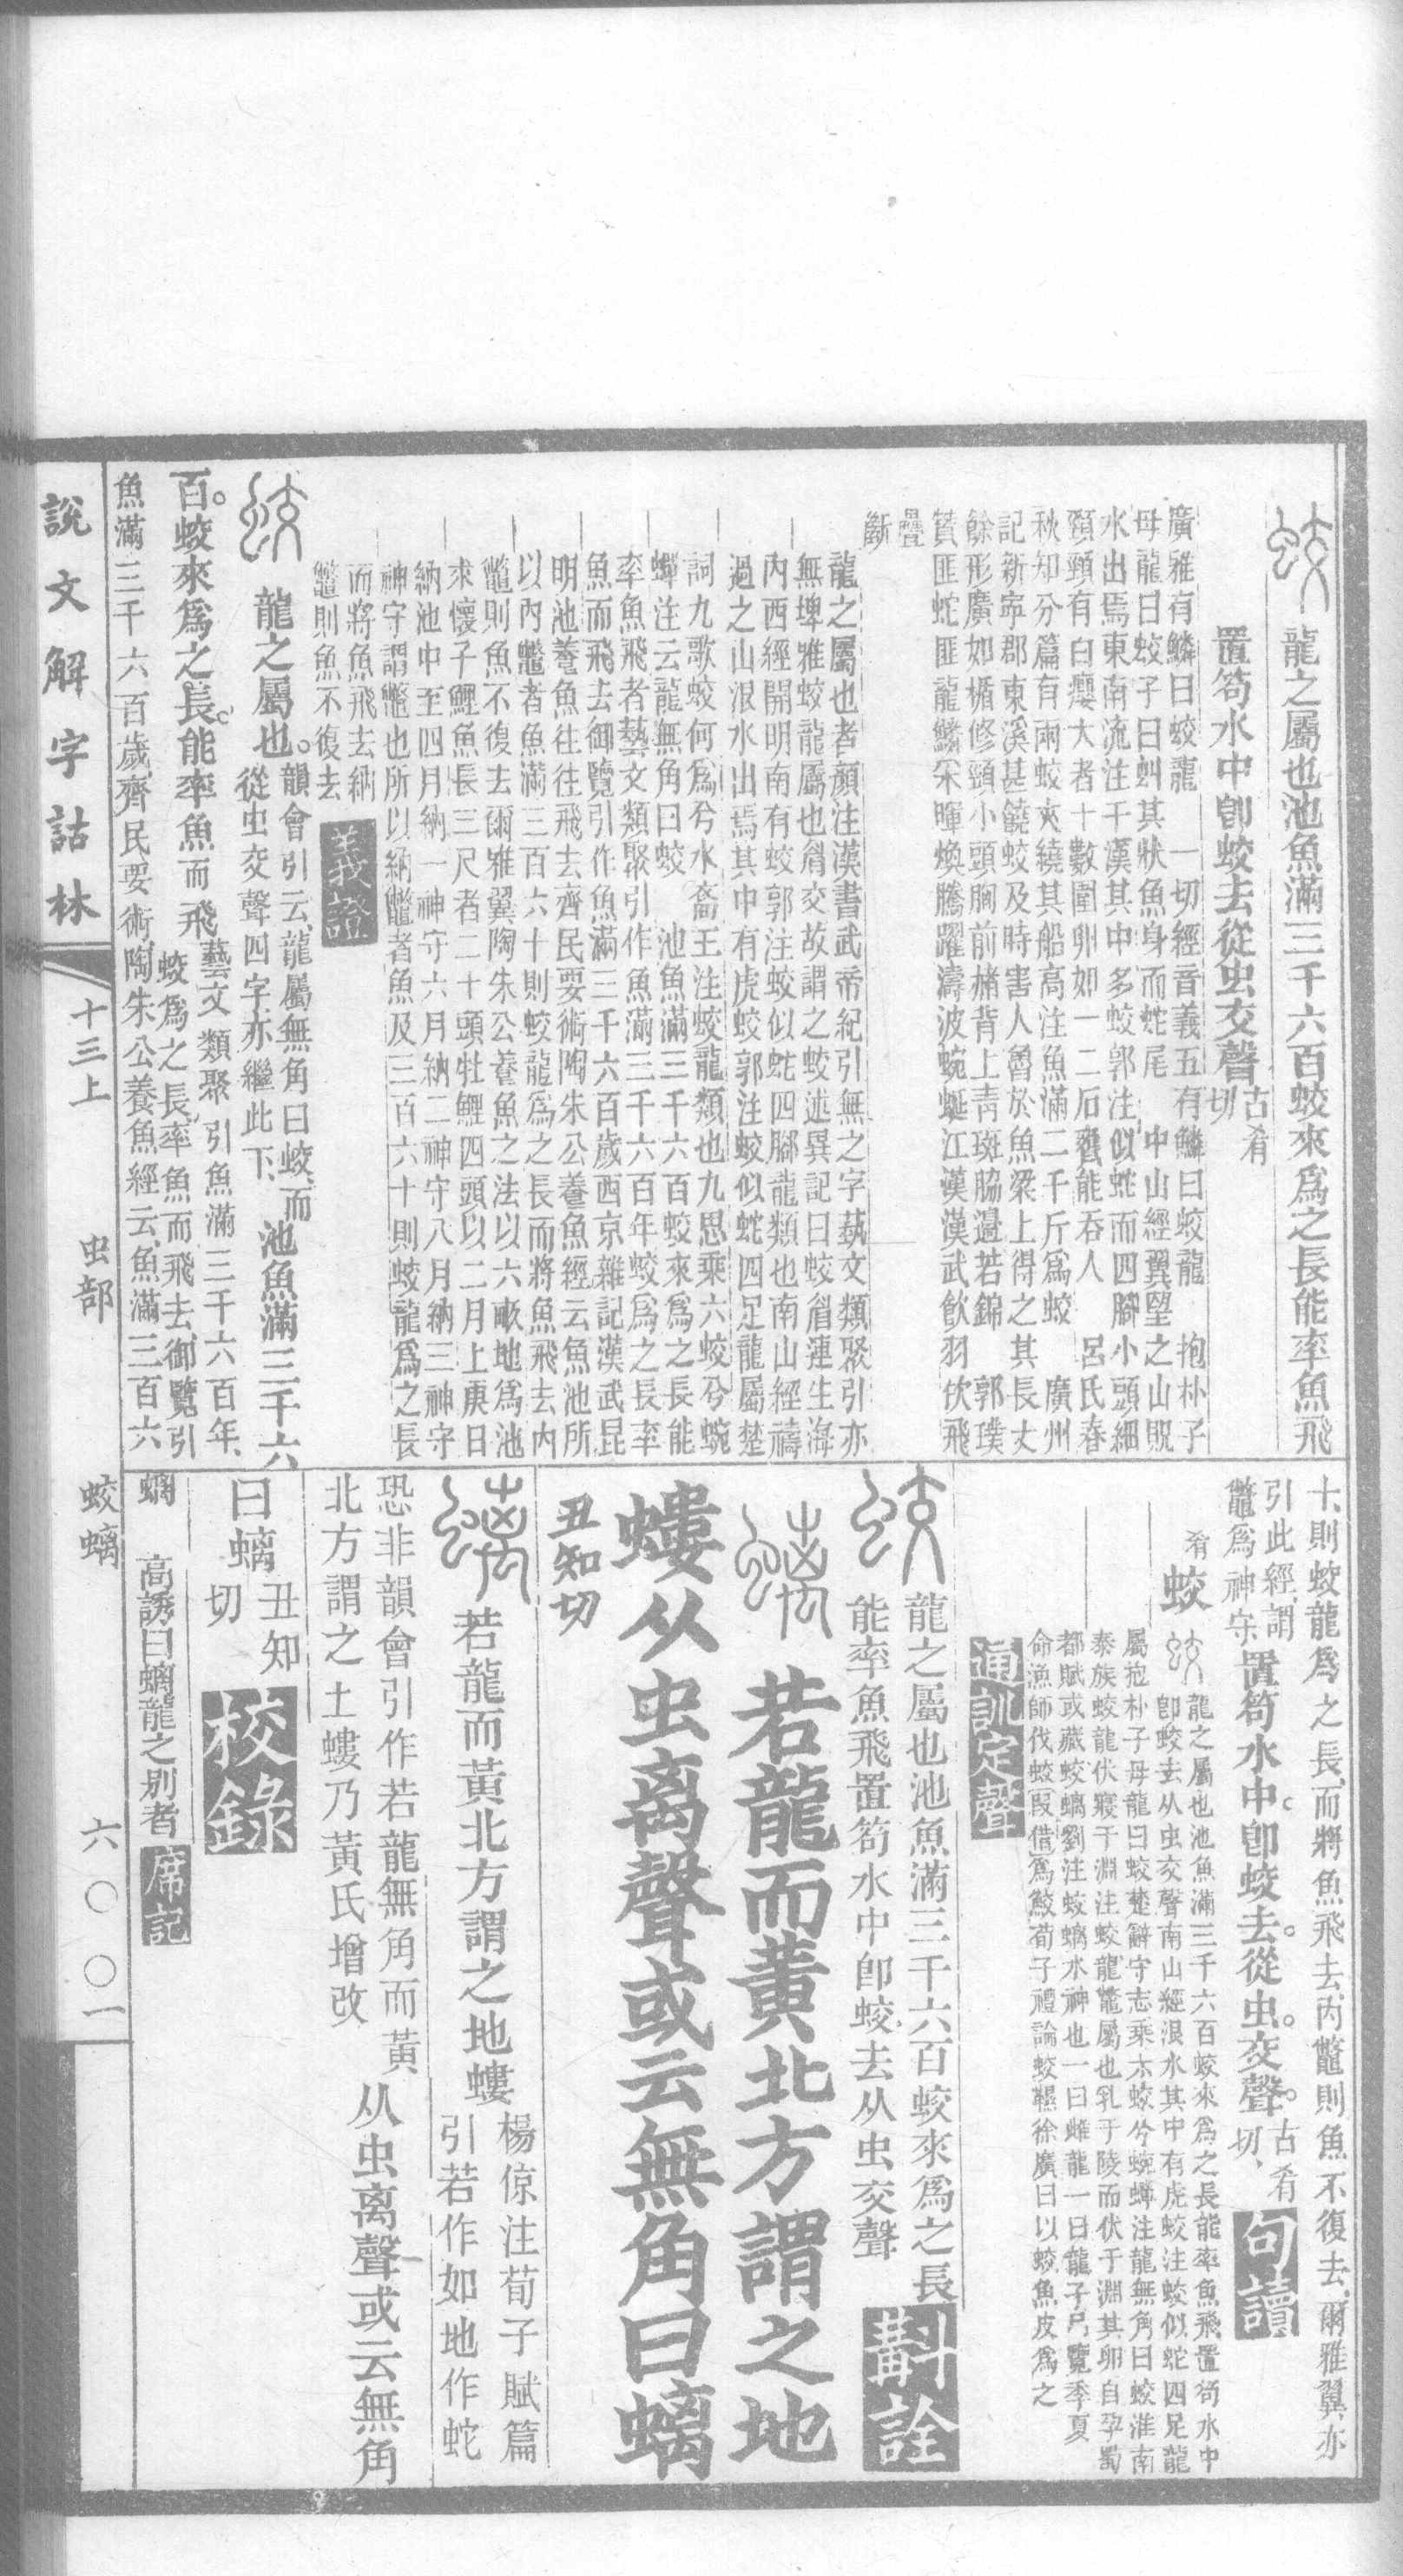 龍之屬也池魚滿三千六百蛟來爲之長能率魚飛
置笱水中卽蛟去從虫交聲
古肴
切
廣雅有鱗曰蛟龍 一切經音義五有鱗曰蛟龍 抱朴子
母龍曰蛟子曰虯其狀魚身而蛇尾 中山經翼望之山貺
水出焉東南流注于漢其中多蛟郭注似蛇而四腳小頭細
頸頸有白癭大者十數圍卵如一二石甕能吞人 呂氏春
秋知分篇有兩蛟夾繞其船高注魚滿二千斤爲蛟 廣州
記新寧郡東溪甚饒蛟及時害人魯於魚梁上得之其長丈
餘形廣如楯修頸小頭胸前赭背上青斑脇邊若錦 郭璞
贊匪蛇匪龍鱗采暉煥騰躍濤波蜿蜒江漢漢武飮羽佽飛
疊
斷
龍之屬也者顏注漢書武帝紀引無之字蓺文類聚引亦
無埤雅蛟龍屬也眉交故謂之蛟述異記曰蛟眉連生海
內西經開明南有蛟郭注蛟似蛇四腳龍類也南山經禱
過之山浪水出焉其中有虎蛟郭注蛟似蛇四足龍屬楚
詞九歌蛟何爲兮水裔王注蛟龍類也九思乘六蛟兮蜿
蟬注云龍無角曰蛟 池魚滿三千六百蛟來爲之長能
率魚飛者藝文類聚引作魚滿三千六百年蛟爲之長率
魚而飛去御覽引作魚滿三千六百歲西京雜記漢武昆
明池養魚往往飛去齊民要術陶朱公養魚經云魚池所
以內鼈者魚滿三百六十則蛟龍爲之長而將魚飛去內
鼈則魚不復去爾雅翼陶朱公養魚之法以六畝地爲池
求懷子鯉魚長三尺者二十頭牡鯉四頭以二月上庚日
納池中至四月納一神守六月納二神守八月納三神守
神守謂鼈也所以納鼈者魚及三百六十則蛟龍爲之長
而將魚飛去納
鼈則魚不復去
義證
龍之屬也。
韻會引云龍屬無角曰蛟、而
從虫交聲四字亦繼此下、
池魚滿三千六
百。蛟來爲之長。能率魚而飛
藝文類聚引魚滿三千六百年、
蛟爲之長、率魚而飛去、御覽引
魚滿三千六百歲、齊民要術、陶朱公養魚經云、魚滿三百六
說文解字詁林
十三上
虫部
蛟螭
六〇〇一
十、則蛟龍爲之長、而將魚飛去、內鼈則魚不復去、爾雅翼亦
引此經、謂
鼈爲神守、
置笱水中。卽蛟去。從虫。交聲。
古肴
切、
句讀
肴
蛟
龍之屬也池魚滿三千六百蛟來爲之長能率魚飛置笱水中
卽蛟去从虫交聲南山經浪水其中有虎蛟注蛟似蛇四足龍
屬抱朴子母龍曰蛟楚辭守志乘六蛟兮蜿蟬注龍無角曰蛟淮南
泰族蛟龍伏寢于淵注蛟龍鼈屬也乳于陵而伏于淵其卵自孕蜀
都賦或藏蛟螭劉注蛟螭水神也一曰雌龍一曰龍子呂覽季夏
命漁師伐蛟叚借爲鮫荀子禮論蛟韅徐廣曰以蛟魚皮爲之
通訓定聲
龍之屬也池魚滿三千六百蛟來爲之長
能率魚飛置笱水中卽蛟去从虫交聲
斠詮
若龍而黃北方謂之地
螻从虫离聲或云無角曰螭
丑知切
若龍而黃北方謂之地螻
楊倞注荀子賦篇
引若作如地作蛇
恐非韻會引作若龍無角而黃
北方謂之土螻乃黃氏增改
从虫离聲或云無角
曰螭
丑知
切
校錄
螭 高誘曰螭龍之別者
席記